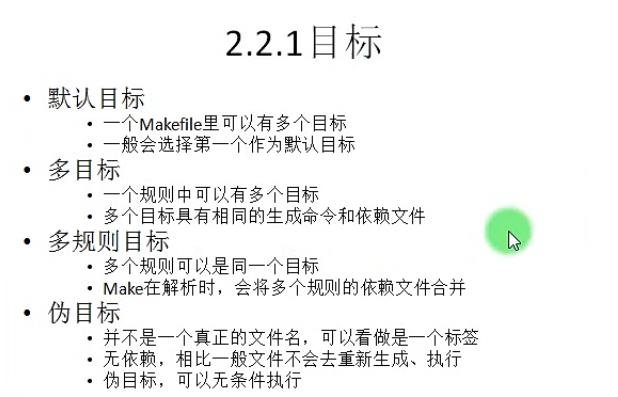 2.2.1目标
• 默认目标
• 一个Makefile里可以有多个目标
• 一般会选择第一个作为默认目标
• 多目标
• 一个规则中可以有多个目标
• 多个目标具有相同的生成命令和依赖文件
• 多规则目标
• 多个规则可以是同一个目标
• Make在解析时，会将多个规则的依赖文件合并
• 伪目标
• 并不是一个真正的文件名，可以看做是一个标签
• 无依赖，相比一般文件不会去重新生成、执行
• 伪目标，可以无条件执行